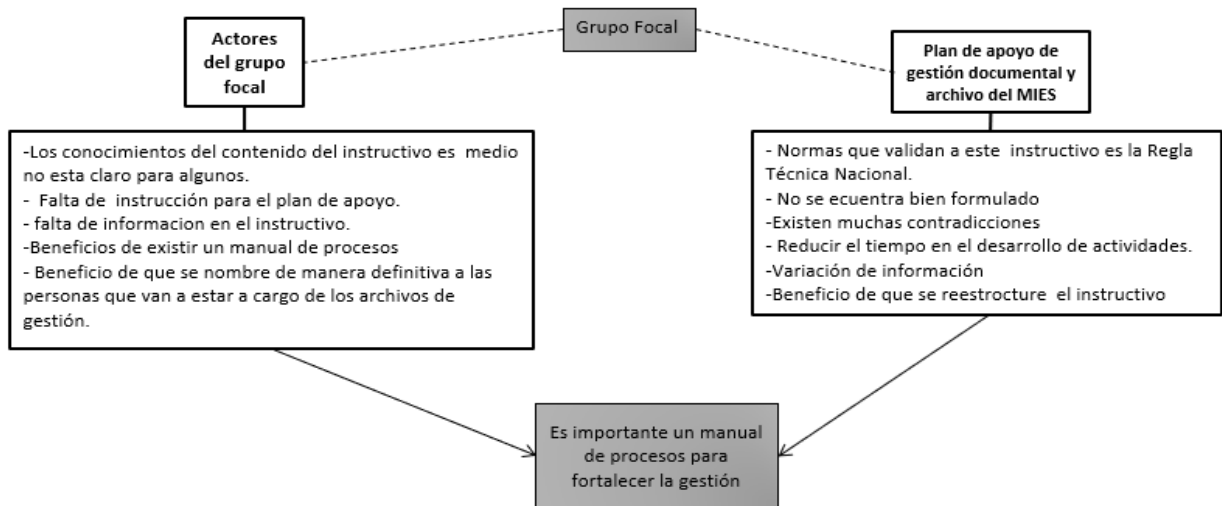 Grupo Focal
Actores
del grupo
focal
-Los conocimientos del contenido del instructivo es medio
no esta claro para algunos.
- Falta de instrucción para el plan de apoyo.
- falta de informacion en el instructivo.
-Beneficios de existir un manual de procesos
- Beneficio de que se nombre de manera definitiva a las
personas que van a estar a cargo de los archivos de
gestión.
Plan de apoyo de
gestión documental y
archivo del MIES
- Normas que validan a este instructivo es la Regla
Técnica Nacional.
- No se ecuentra bien formulado
-Existen muchas contradicciones
- Reducir el tiempo en el desarrollo de actividades.
-Variación de información
-Beneficio de que se reestructure el instructivo
Es importante un manual
de procesos para
fortalecer la gestión